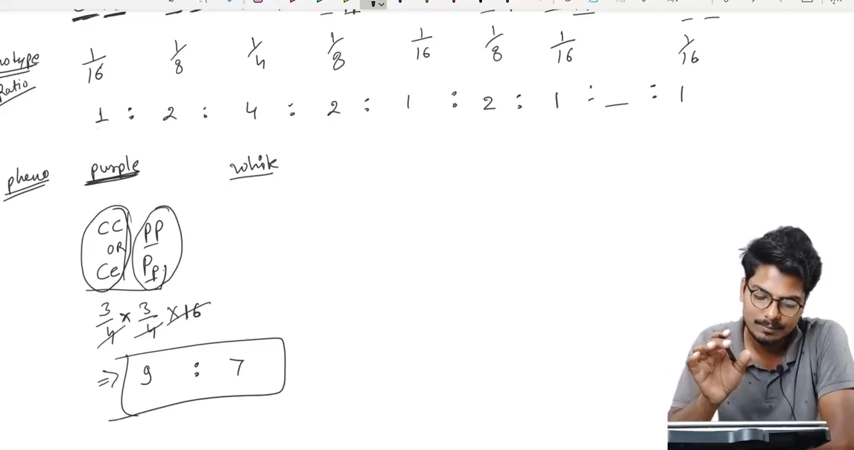 1/16 1/8 1/4 1/8 1/16 1/8 1/16 1/16
Ratio
1 : 2 : 4 : 2 : 1 : 2 : 1 : _ : 1
pheno purple white
CC PP
OR
Cc Pp
3/4 × 3/4 × 16
⇒ 9 : 7